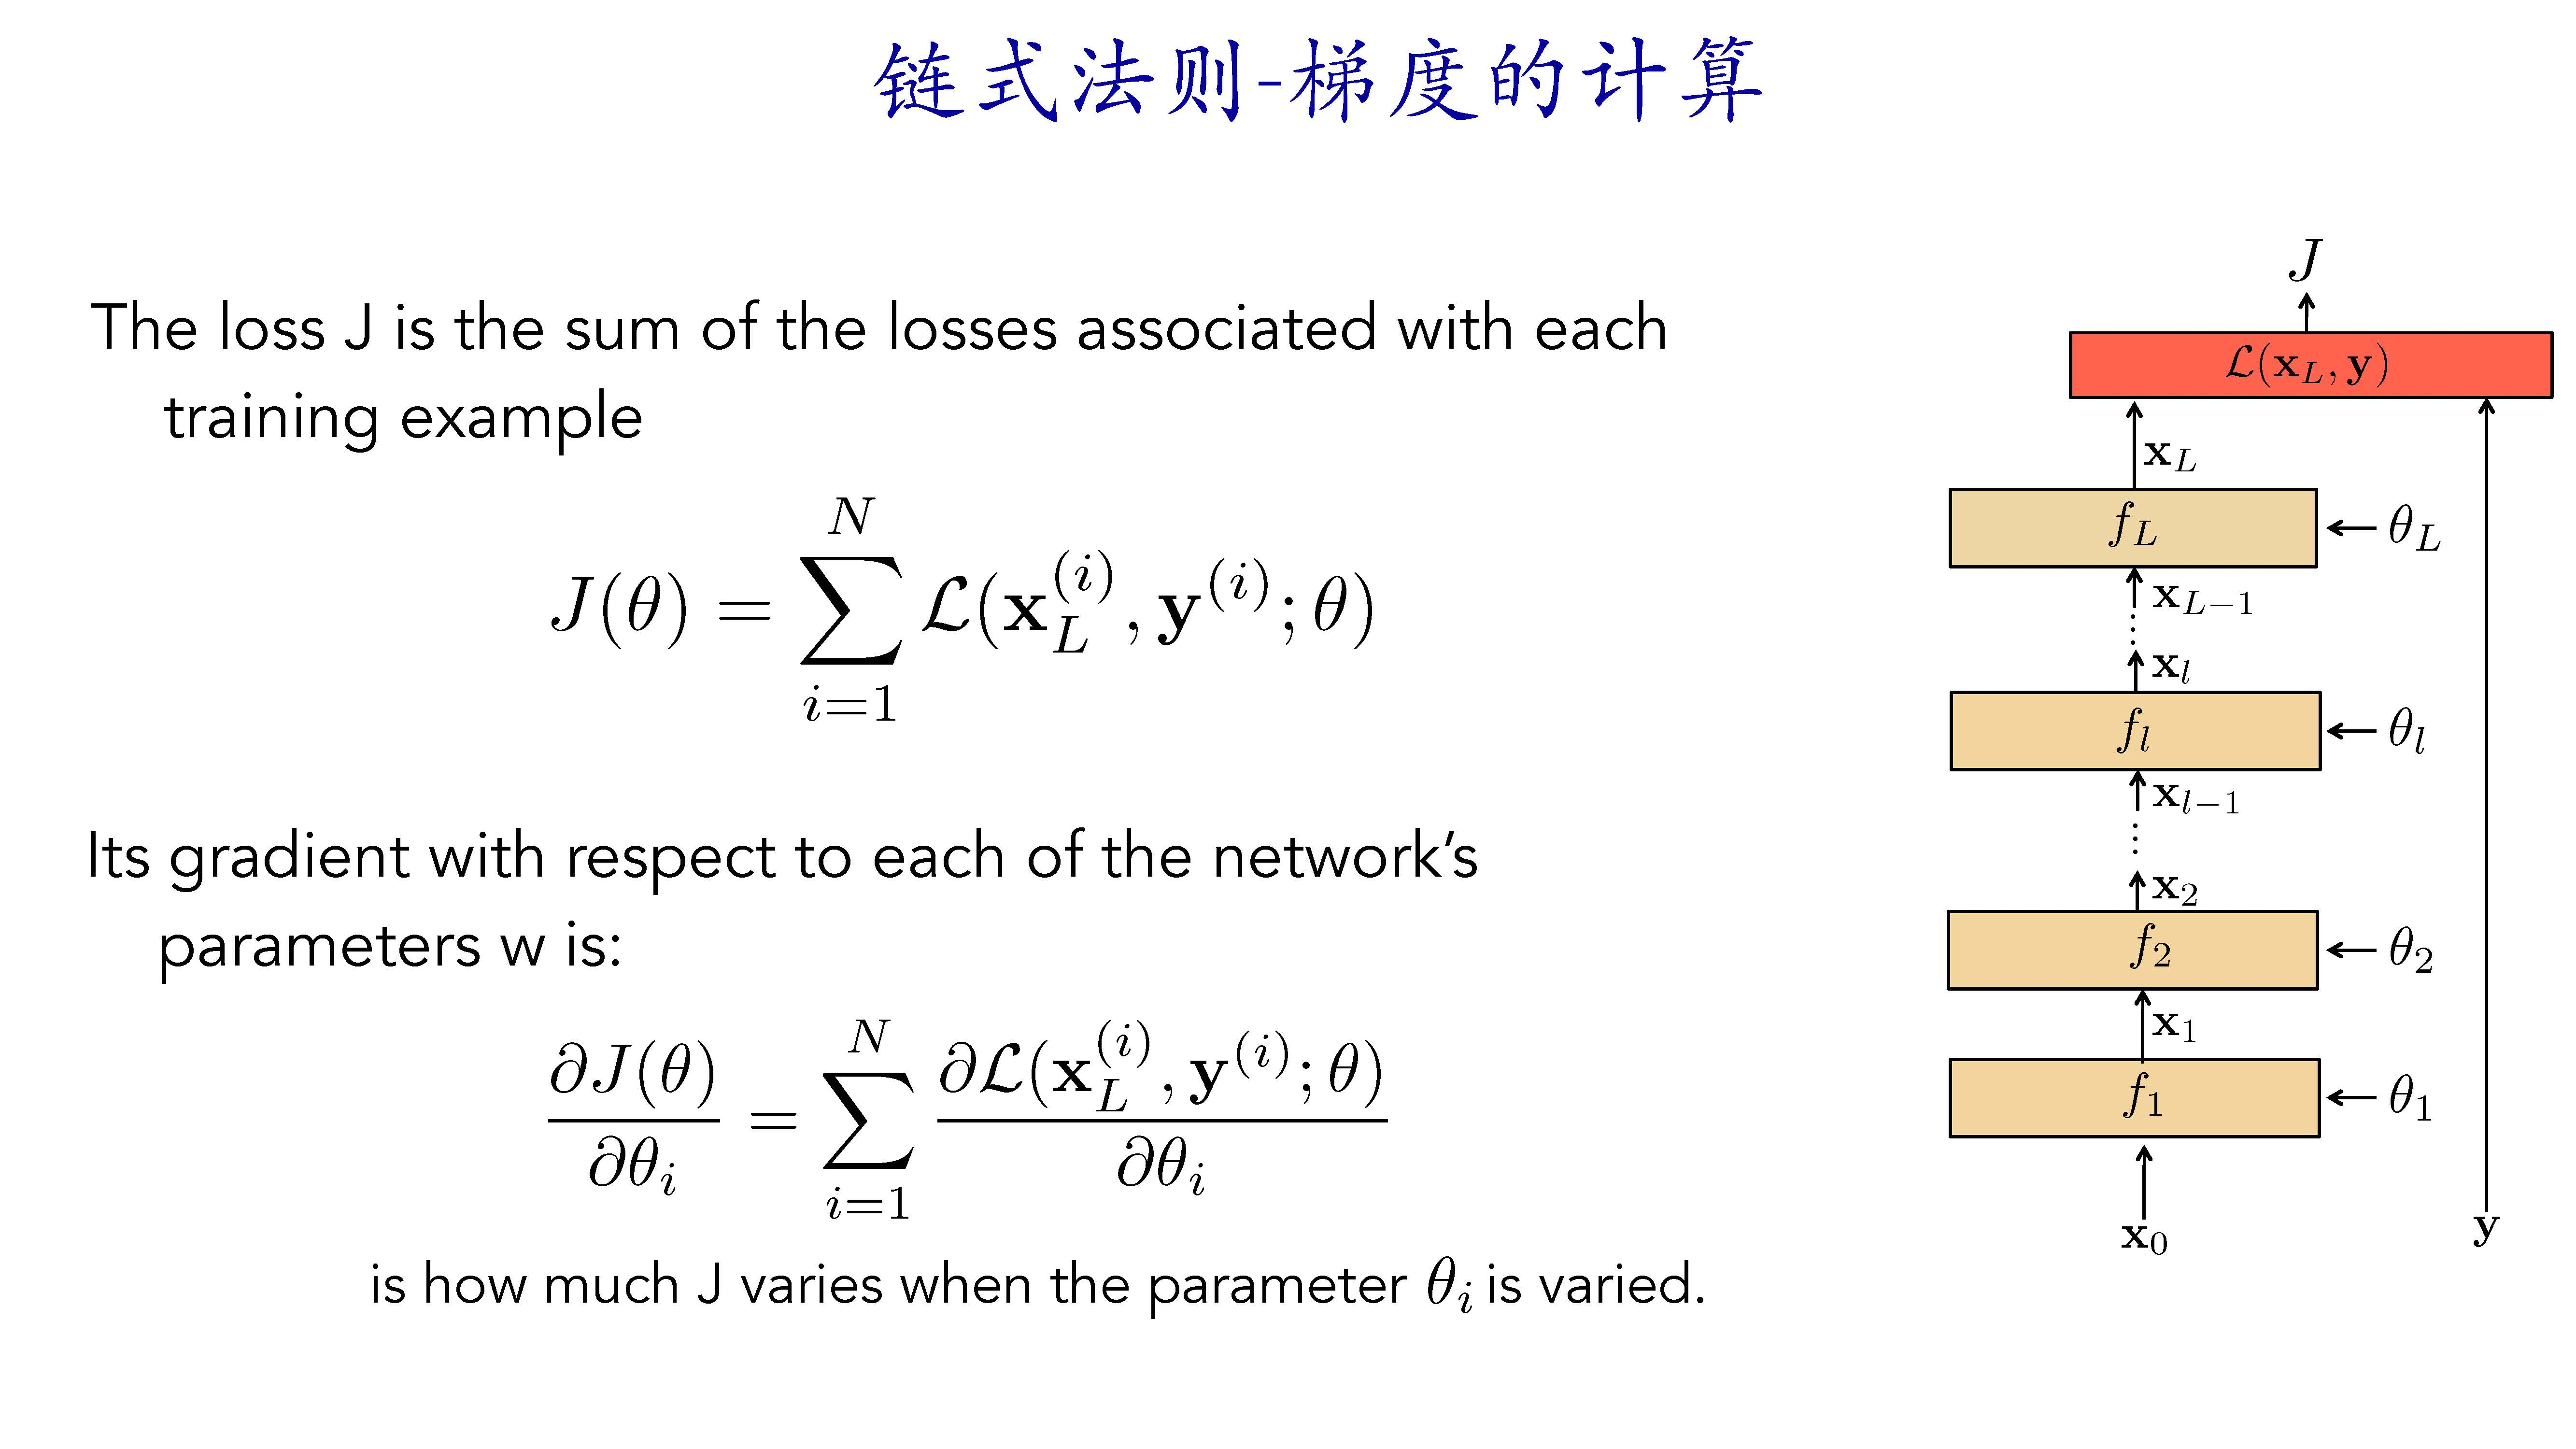 链式法则-梯度的计算
The loss J is the sum of the losses associated with each
training example
$J(\theta) = \sum_{i=1}^{N} \mathcal{L}(\mathbf{x}_L^{(i)}, \mathbf{y}^{(i)}; \theta)$
Its gradient with respect to each of the network’s
parameters w is:
$\frac{\partial J(\theta)}{\partial \theta_i} = \sum_{i=1}^{N} \frac{\partial \mathcal{L}(\mathbf{x}_L^{(i)}, \mathbf{y}^{(i)}; \theta)}{\partial \theta_i}$
is how much J varies when the parameter $\theta_i$ is varied.
$J$
$\mathcal{L}(\mathbf{x}_L, \mathbf{y})$
$\mathbf{x}_L$
$f_L$ $\theta_L$
$\mathbf{x}_{L-1}$
$\mathbf{x}_l$
$f_l$ $\theta_l$
$\mathbf{x}_{l-1}$
$\mathbf{x}_2$
$f_2$ $\theta_2$
$\mathbf{x}_1$
$f_1$ $\theta_1$
$\mathbf{x}_0$ $\mathbf{y}$